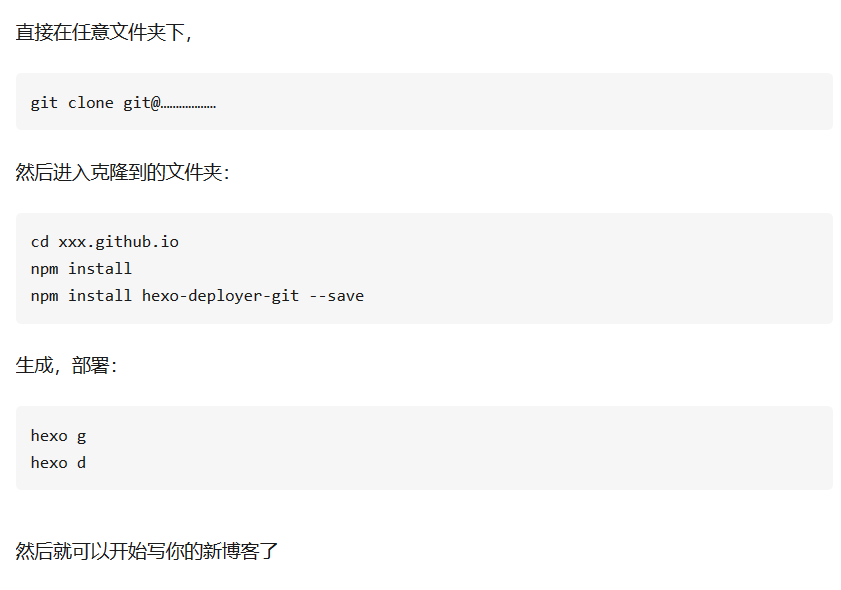 直接在任意文件夹下，
git clone git@………………
然后进入克隆到的文件夹：
cd xxx.github.io
npm install
npm install hexo-deployer-git --save
生成，部署：
hexo g
hexo d
然后就可以开始写你的新博客了